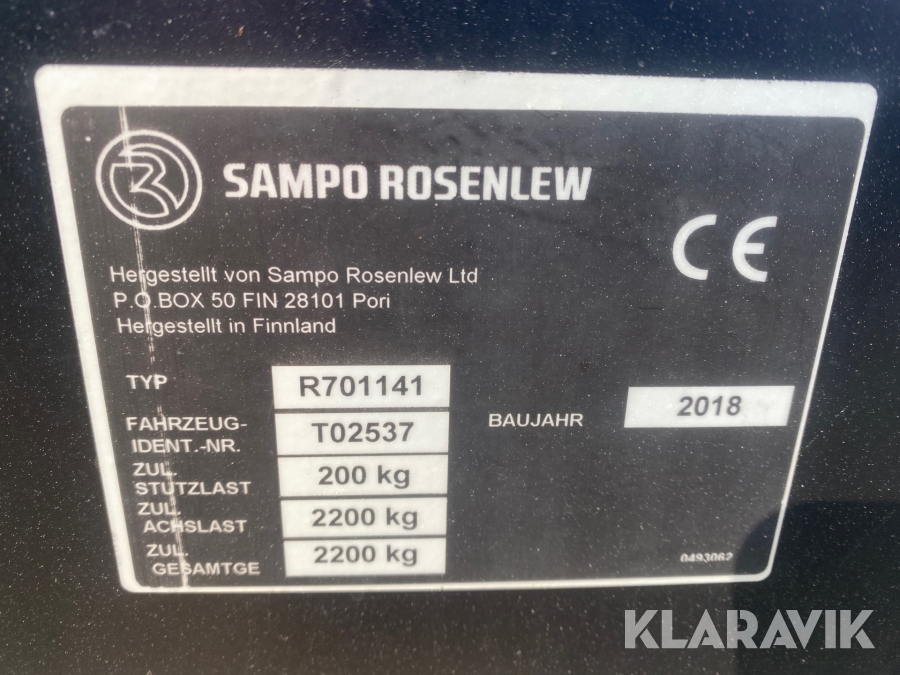 SAMPO ROSENLEW
CE
Hergestellt von Sampo Rosenlew Ltd
P.O.BOX 50 FIN 28101 Pori
Hergestellt in Finnland
TYP R701141
FAHRZEUG-
IDENT.-NR. T02537
BAUJAHR 2018
ZUL.
STÜTZLAST 200 kg
ZUL.
ACHSLAST 2200 kg
ZUL.
GESAMTGE 2200 kg
0493062
KLARAVIK